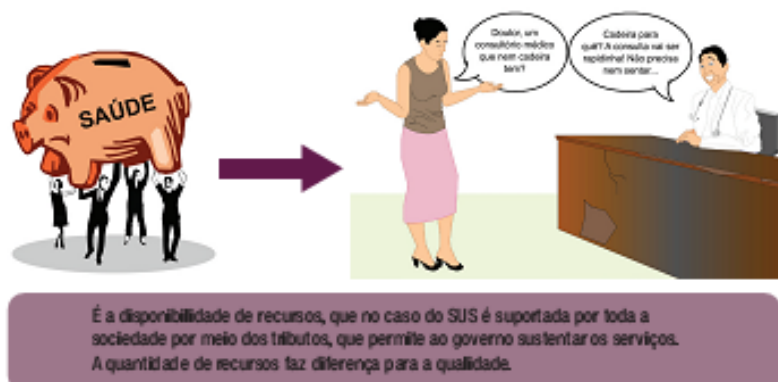 SAÚDE
Doutor, um
consultório médico
que nem cadeira
tem?
Cadeira para
quê? A consulta vai ser
rapidinha! Não precisa
nem sentar...
É a disponibilidade de recursos, que no caso do SUS é suportada por toda a
sociedade por meio dos tributos, que permite ao governo sustentar os serviços.
A quantidade de recursos faz diferença para a qualidade.